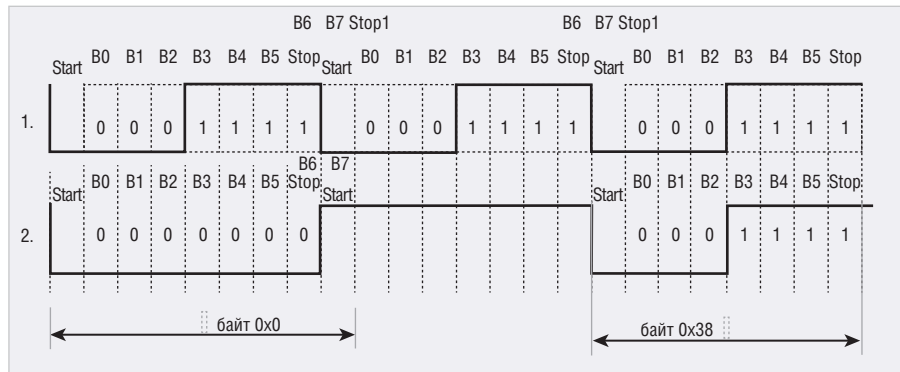 B6 B7 Stop1 B6 B7 Stop1
Start B0 B1 B2 B3 B4 B5 Stop Start B0 B1 B2 B3 B4 B5 Stop Start B0 B1 B2 B3 B4 B5 Stop
1. 0 0 0 1 1 1 1 0 0 0 1 1 1 1 0 0 0 1 1 1 1
B6 B7
Start B0 B1 B2 B3 B4 B5 Stop Start Start B0 B1 B2 B3 B4 B5 Stop
2. 0 0 0 0 0 0 0 0 0 0 1 1 1 1
байт 0x0 байт 0x38